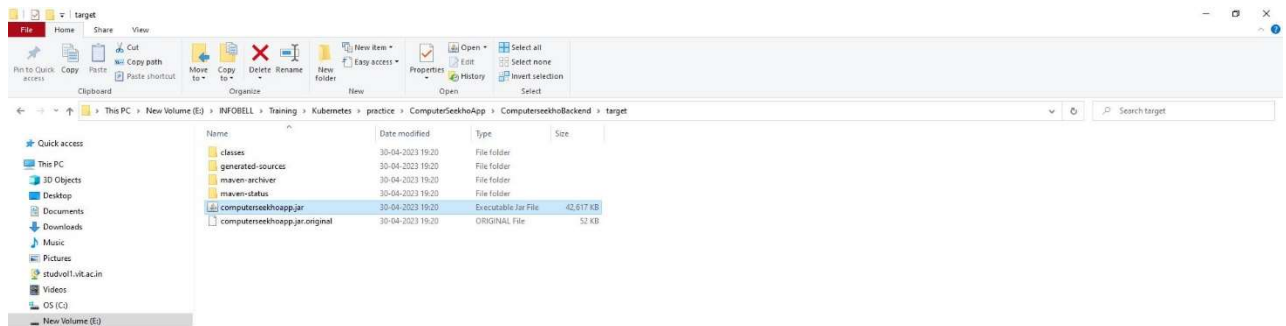 target
File Home Share View
Pin to Quick access
Copy
Paste
Cut
Copy path
Paste shortcut
Clipboard
Move to
Copy to
Delete
Rename
Organize
New folder
New item
Easy access
New
Properties
Open
Edit
History
Open
Select all
Select none
Invert selection
Select
This PC > New Volume (E:) > INFOBELL > Training > Kubernetes > practice > ComputerSeekhoApp > ComputerseekhoBackend > target
Search target
Name Date modified Type Size
Quick access
This PC
3D Objects
Desktop
Documents
Downloads
Music
Pictures
studvol1.vit.ac.in
Videos
OS (C:)
New Volume (E:)
classes 30-04-2023 19:20 File folder
generated-sources 30-04-2023 19:20 File folder
maven-archiver 30-04-2023 19:20 File folder
maven-status 30-04-2023 19:20 File folder
computerseekhoapp.jar 30-04-2023 19:20 Executable Jar File 42,617 KB
computerseekhoapp.jar.original 30-04-2023 19:20 ORIGINAL File 52 KB